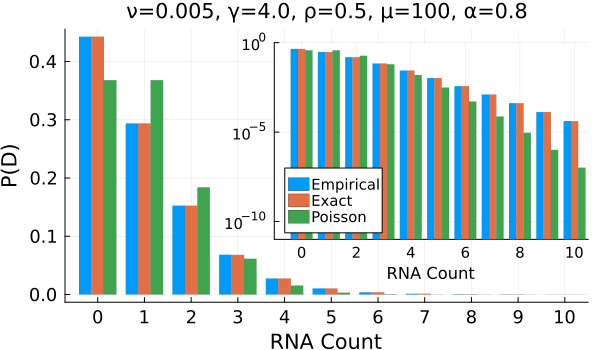 ν=0.005, γ=4.0, ρ=0.5, μ=100, α=0.8
P(D)
0.4
0.3
0.2
0.1
0.0
0 1 2 3 4 5 6 7 8 9 10
RNA Count
10^0
10^-5
10^-10
Empirical
Exact
Poisson
0 2 4 6 8 10
RNA Count